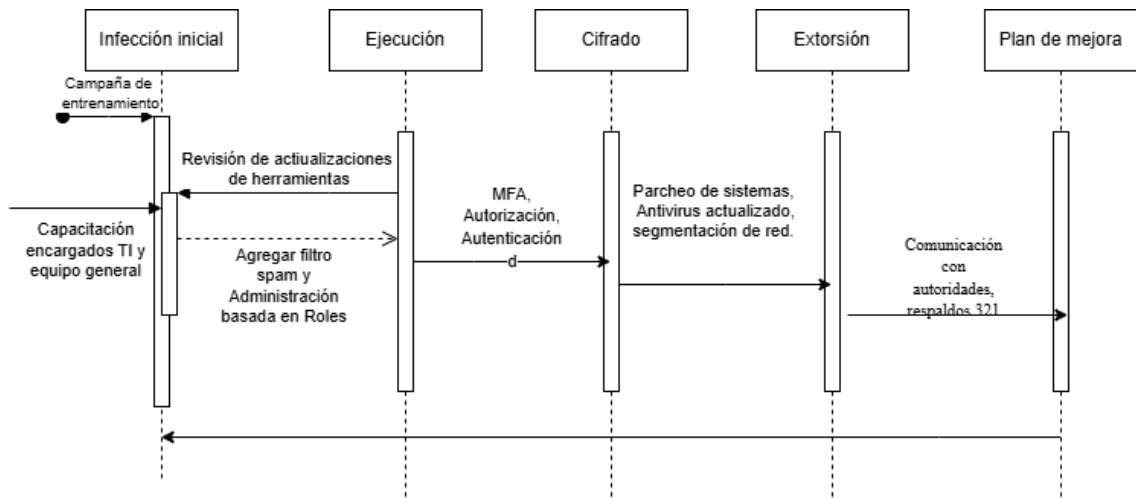 Infección inicial
Ejecución
Cifrado
Extorsión
Plan de mejora
Campaña de
entrenamiento
Revisión de actiualizaciones
de herramientas
Capacitación
encargados TI y
equipo general
Agregar filtro
spam y
Administración
basada en Roles
MFA,
Autorización,
Autenticación
d
Parcheo de sistemas,
Antivirus actualizado,
segmentación de red.
Comunicación
con
autoridades,
respaldos 321